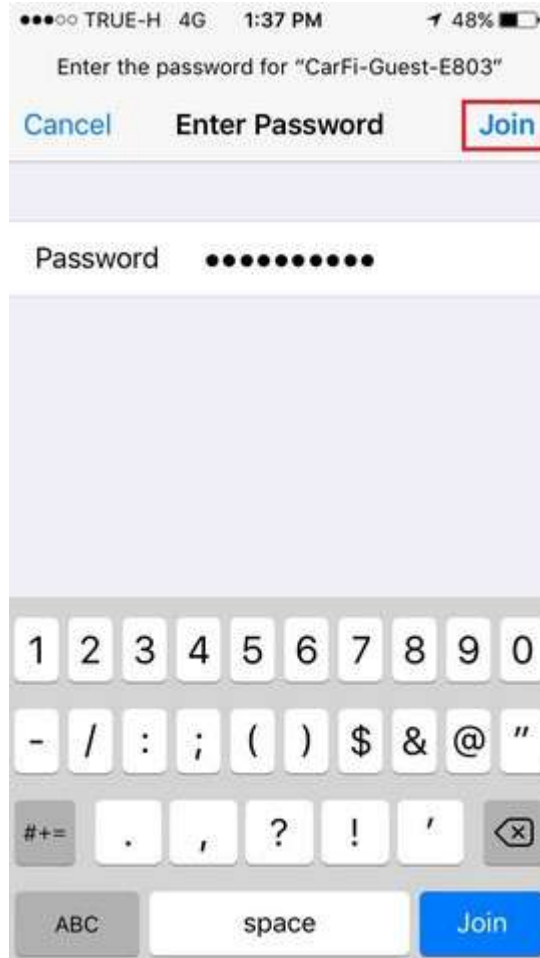 ●●●○○ TRUE-H 4G 1:37 PM 48%
Enter the password for “CarFi-Guest-E803”
Cancel Enter Password Join
Password ●●●●●●●●●●
1 2 3 4 5 6 7 8 9 0
- / : ; ( ) $ & @ "
#+= . , ? ! '
ABC space Join